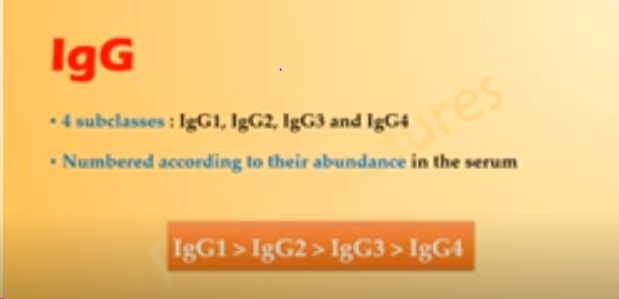 IgG
• 4 subclasses : IgG1, IgG2, IgG3 and IgG4
• Numbered according to their abundance in the serum
IgG1 > IgG2 > IgG3 > IgG4